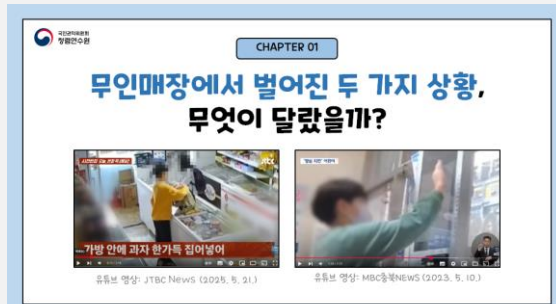 국민권익위원회
청렴연수원
CHAPTER 01
무인매장에서 벌어진 두 가지 상황,
무엇이 달랐을까?
JTBC
가방 안에 과자 한가득 집어넣어
유튜브 영상: JTBC News (2025. 5. 21.)
유튜브 영상: MBC충북NEWS (2023. 5. 10.)